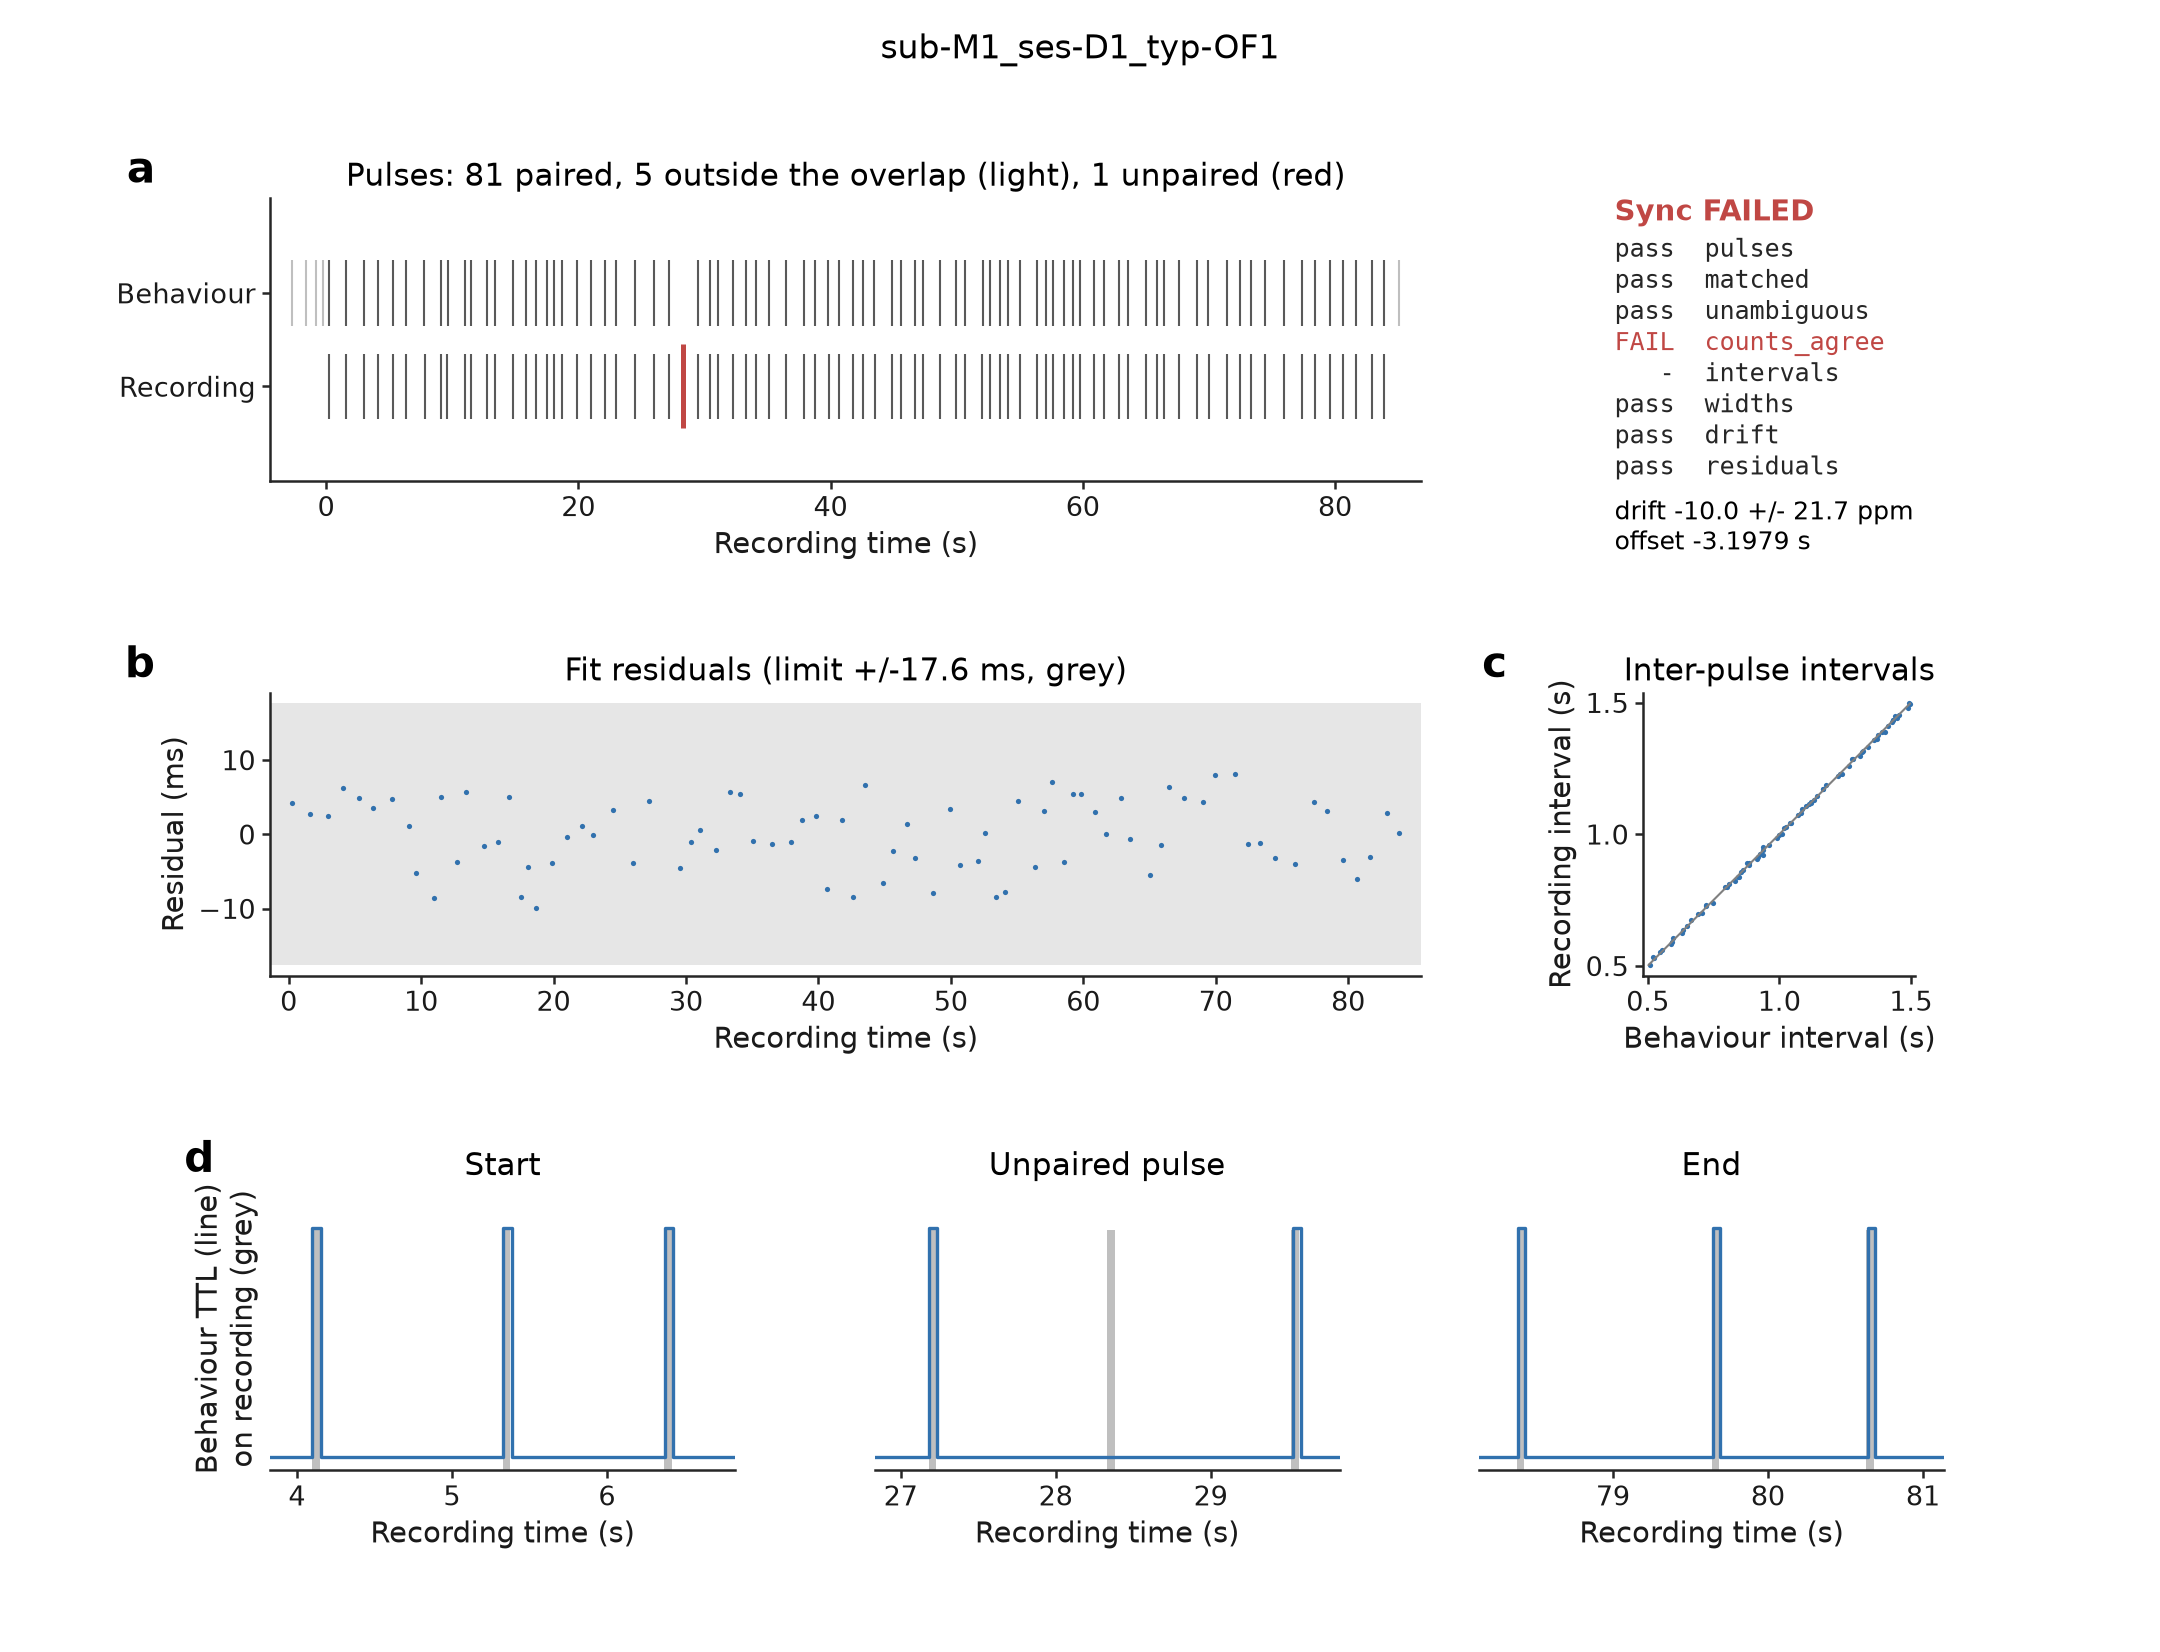 sub-M1_ses-D1_typ-OF1
a
Pulses: 81 paired, 5 outside the overlap (light), 1 unpaired (red)
Behaviour
Recording
0 20 40 60 80
Recording time (s)
Sync FAILED
pass pulses
pass matched
pass unambiguous
FAIL counts_agree
- intervals
pass widths
pass drift
pass residuals
drift -10.0 +/- 21.7 ppm
offset -3.1979 s
b
Fit residuals (limit +/-17.6 ms, grey)
Residual (ms)
10
0
−10
0 10 20 30 40 50 60 70 80
Recording time (s)
c
Inter-pulse intervals
Recording interval (s)
1.5
1.0
0.5
0.5 1.0 1.5
Behaviour interval (s)
d
Behaviour TTL (line)
on recording (grey)
Start
4 5 6
Recording time (s)
Unpaired pulse
27 28 29
Recording time (s)
End
79 80 81
Recording time (s)